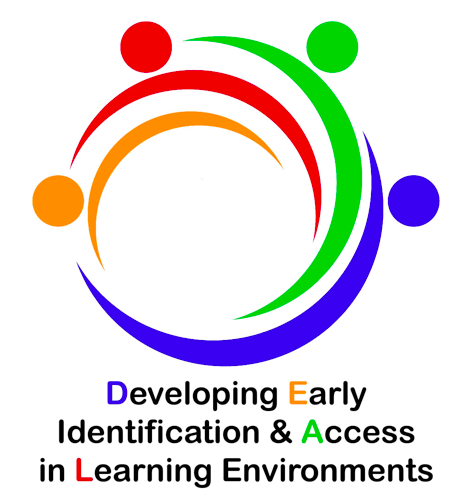 Developing Early
Identification & Access
in Learning Environments